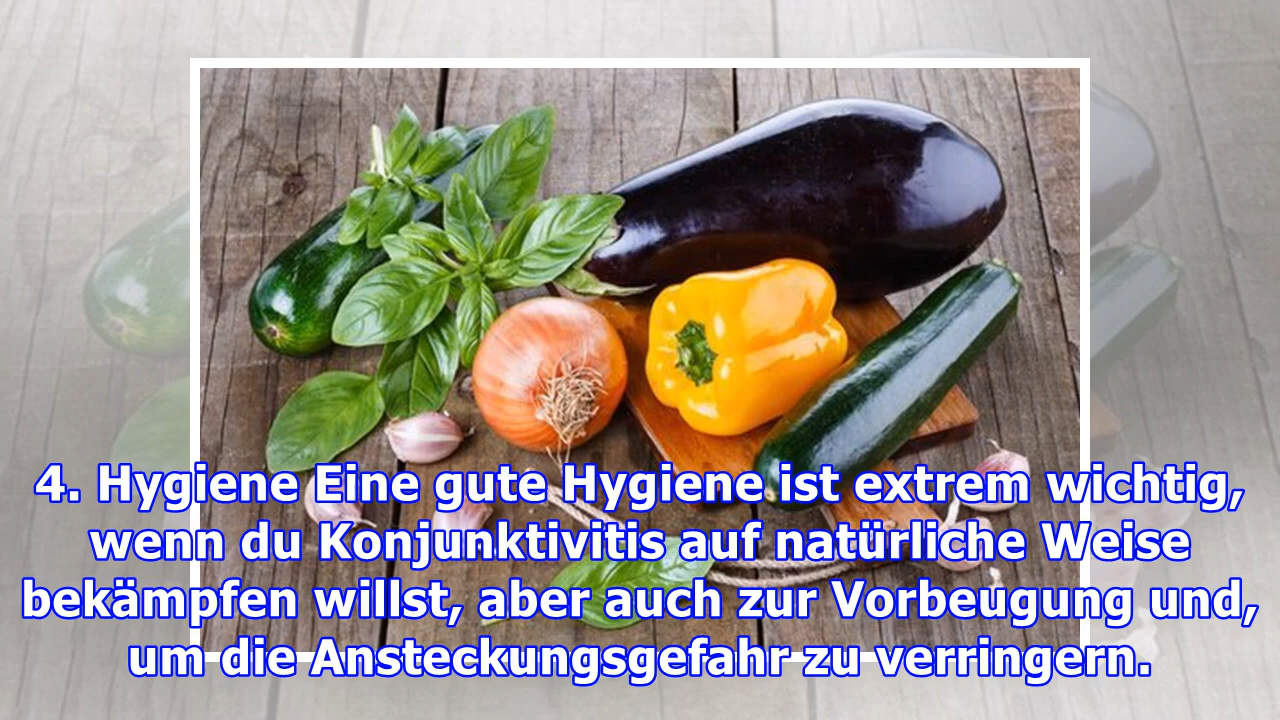 4. Hygiene Eine gute Hygiene ist extrem wichtig,
wenn du Konjunktivitis auf natürliche Weise
bekämpfen willst, aber auch zur Vorbeugung und,
um die Ansteckungsgefahr zu verringern.